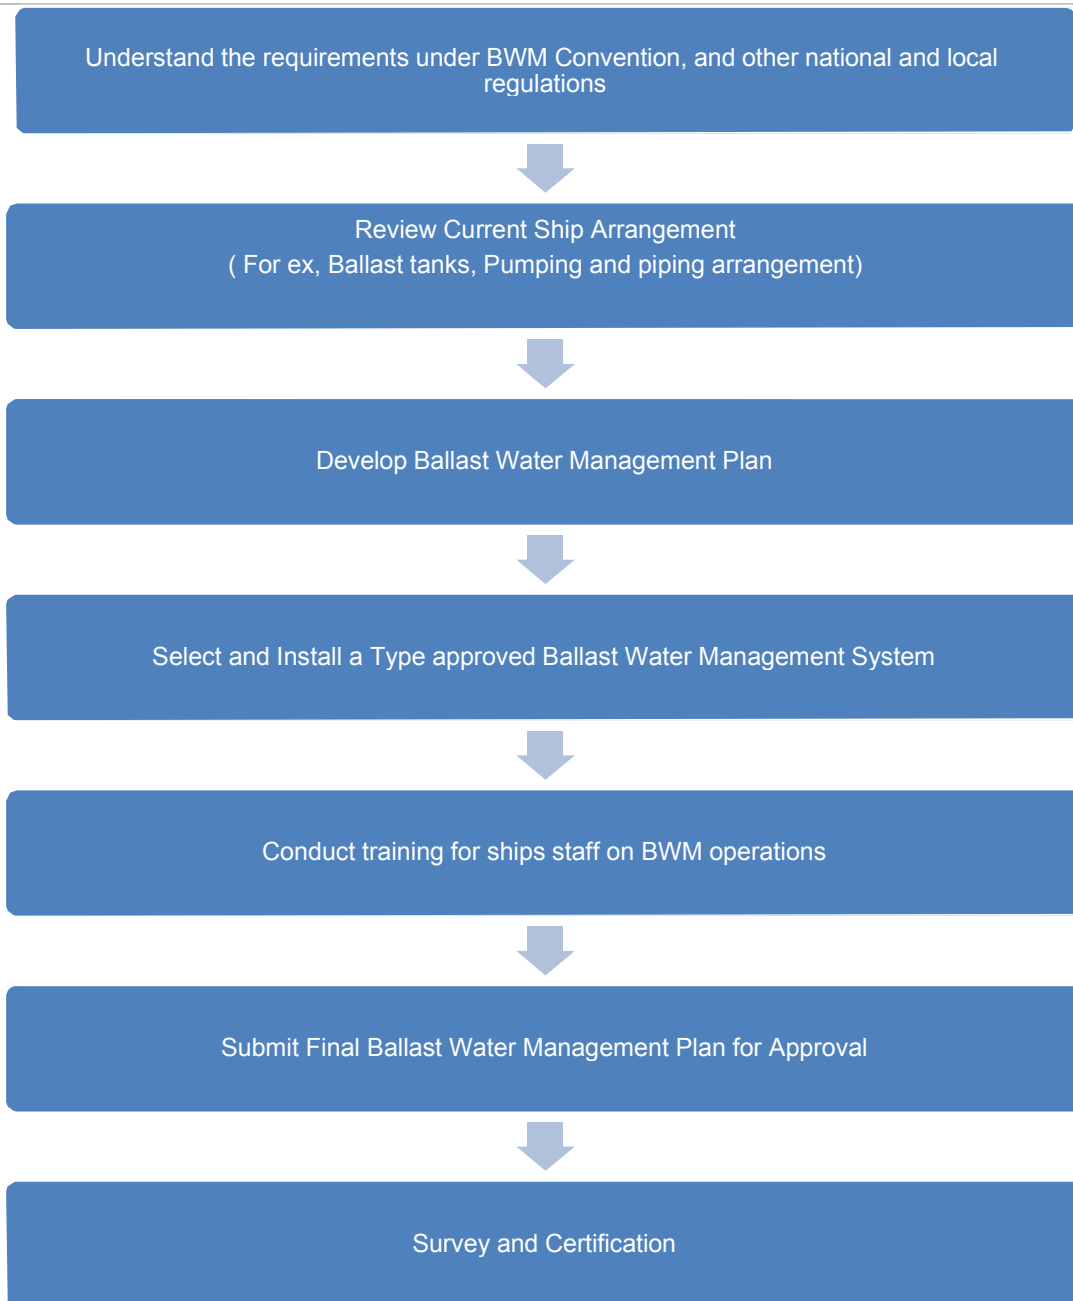 Understand the requirements under BWM Convention, and other national and local
regulations
Review Current Ship Arrangement
( For ex, Ballast tanks, Pumping and piping arrangement)
Develop Ballast Water Management Plan
Select and Install a Type approved Ballast Water Management System
Conduct training for ships staff on BWM operations
Submit Final Ballast Water Management Plan for Approval
Survey and Certification